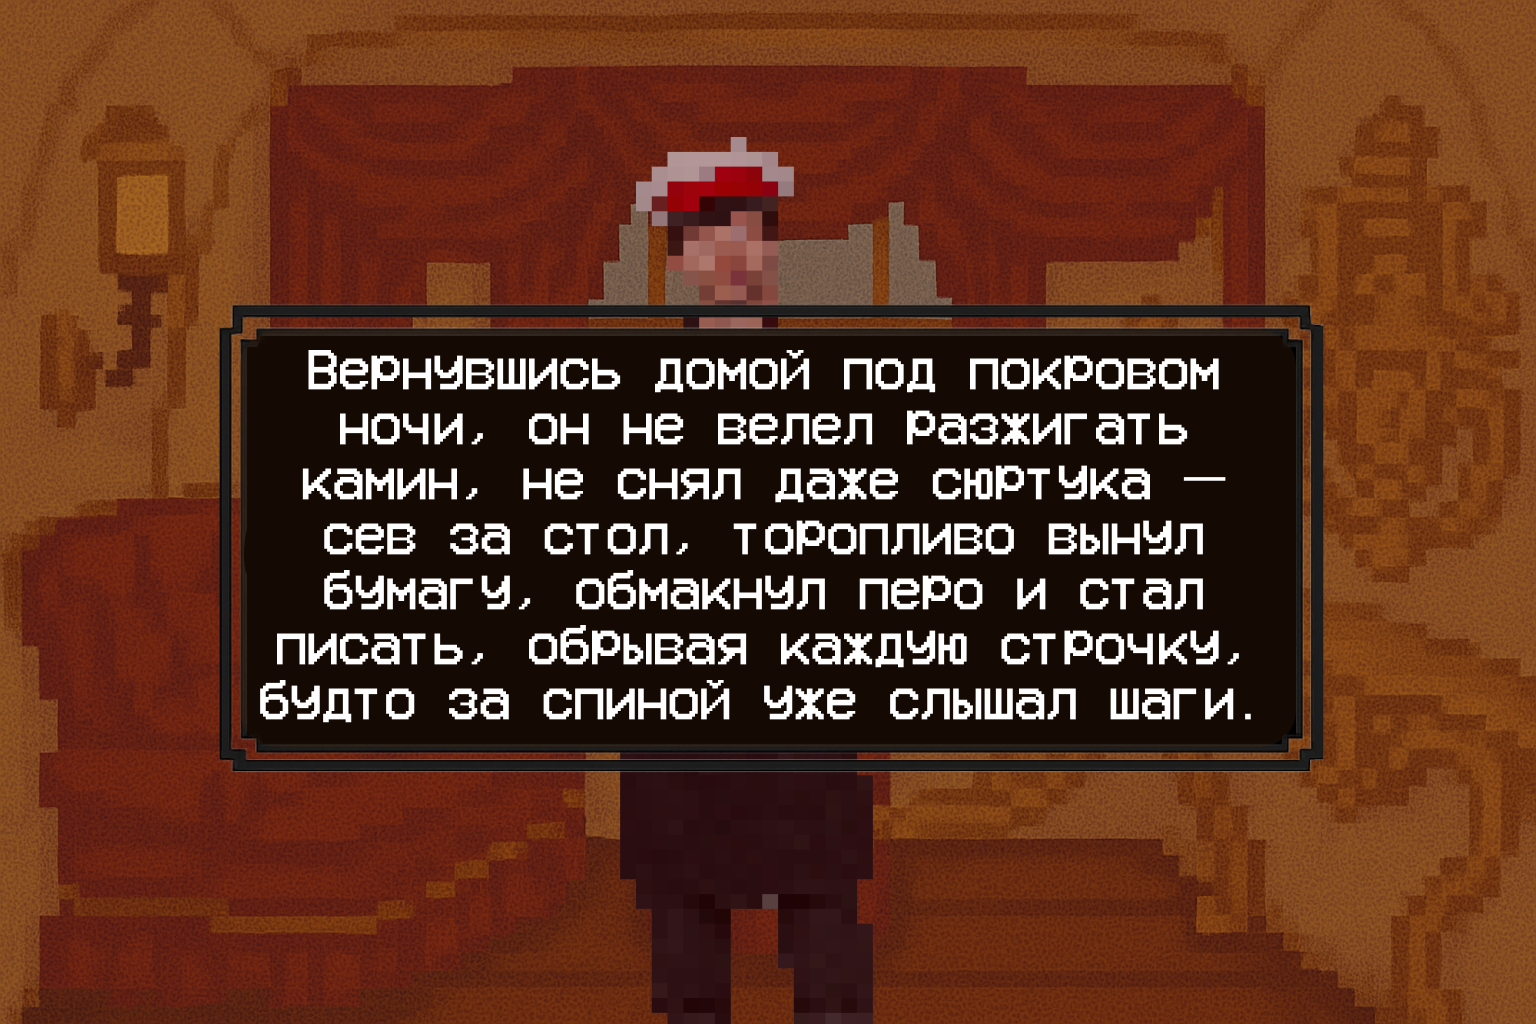 Вернувшись домой под покровом
ночи, он не велел разжигать
камин, не снял даже сюртука —
сев за стол, торопливо вынул
бумагу, обмакнул перо и стал
писать, обрывая каждую строчку,
будто за спиной уже слышал шаги.